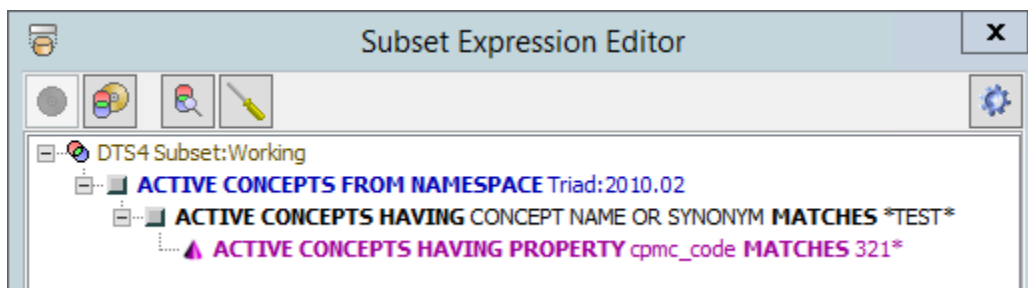 Subset Expression Editor
x
DTS4 Subset:Working
ACTIVE CONCEPTS FROM NAMESPACE Triad:2010.02
ACTIVE CONCEPTS HAVING CONCEPT NAME OR SYNONYM MATCHES *TEST*
ACTIVE CONCEPTS HAVING PROPERTY cpmc_code MATCHES 321*